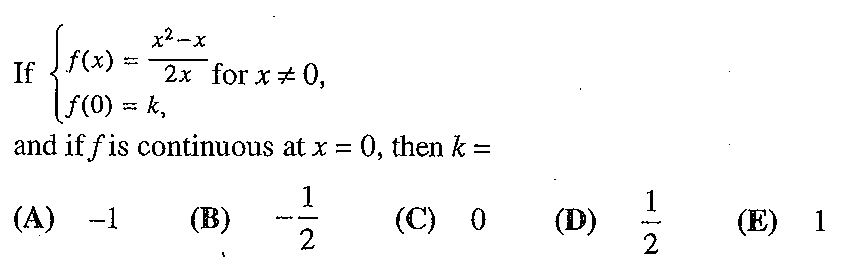 If { f(x) = (x² – x)/(2x) for x ≠ 0,
f(0) = k,
and if f is continuous at x = 0, then k =
(A) –1 (B) –1/2 (C) 0 (D) 1/2 (E) 1